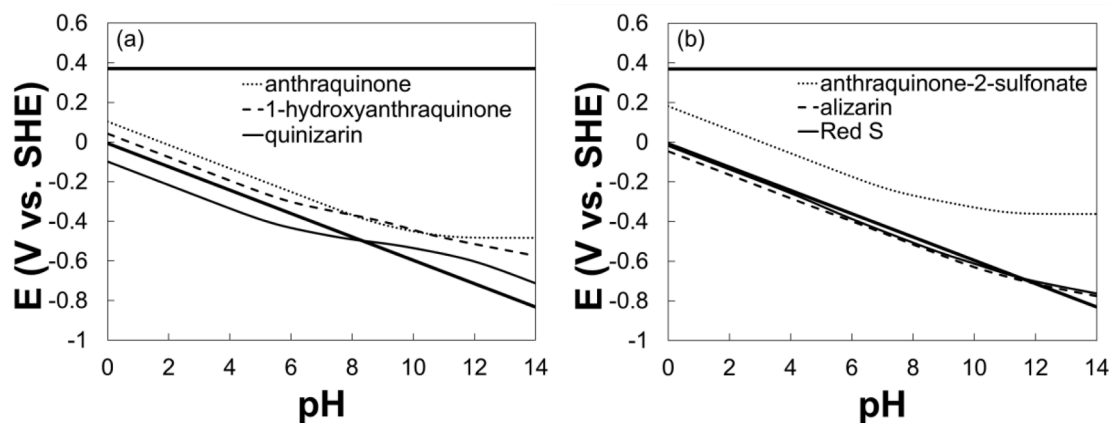 (a)
E (V vs. SHE)
0.6
0.4
0.2
0
-0.2
-0.4
-0.6
-0.8
-1
anthraquinone
1-hydroxyanthraquinone
quinizarin
0 2 4 6 8 10 12 14
pH
(b)
E (V vs. SHE)
0.6
0.4
0.2
0
-0.2
-0.4
-0.6
-0.8
-1
anthraquinone-2-sulfonate
alizarin
Red S
0 2 4 6 8 10 12 14
pH